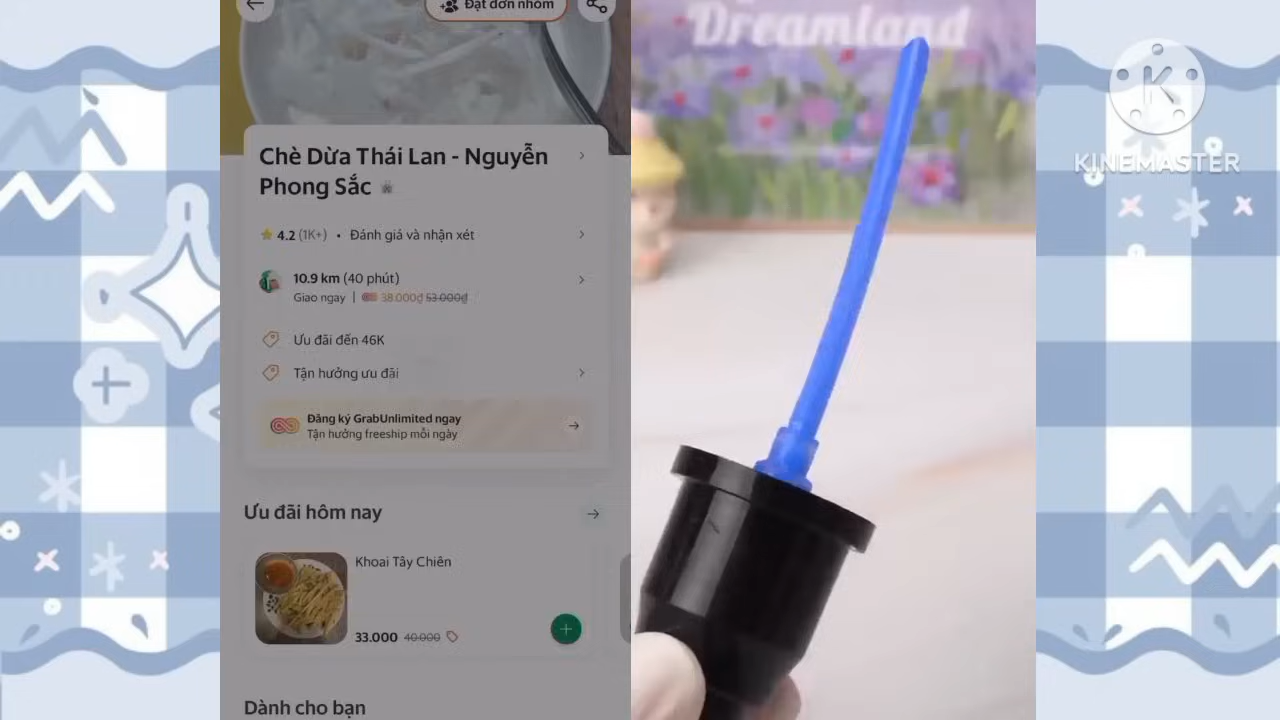 Đặt đơn nhóm
Chè Dừa Thái Lan - Nguyễn
Phong Sắc
4.2 (1K+) • Đánh giá và nhận xét
10.9 km (40 phút)
Giao ngay | 38.000₫ 53.000₫
Ưu đãi đến 46K
Tận hưởng ưu đãi
Đăng ký GrabUnlimited ngay
Tận hưởng freeship mỗi ngày
Ưu đãi hôm nay
Khoai Tây Chiên
33.000 40.000
Dành cho bạn
Dreamland
K
KINEMASTER